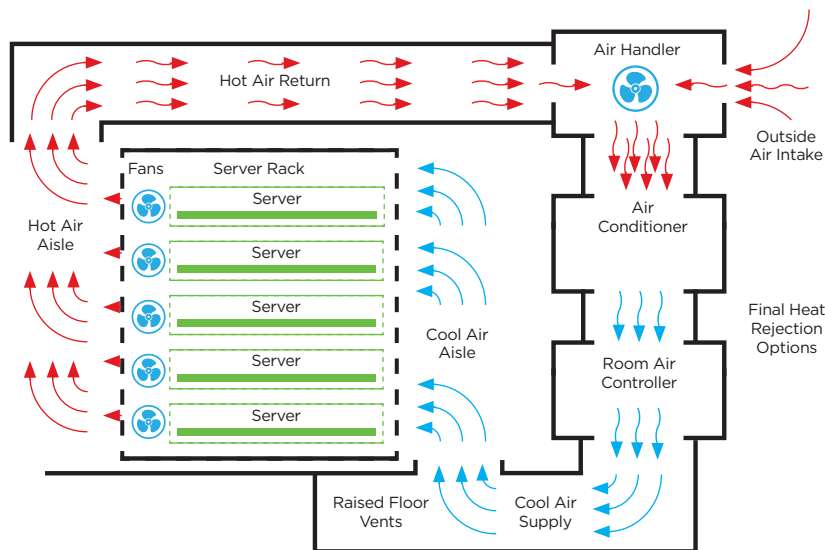 Air Handler
Hot Air Return
Outside
Air Intake
Fans
Server Rack
Server
Air
Conditioner
Hot Air
Aisle
Server
Server
Final Heat
Rejection
Options
Cool Air
Aisle
Server
Room Air
Controller
Server
Raised Floor
Vents
Cool Air
Supply